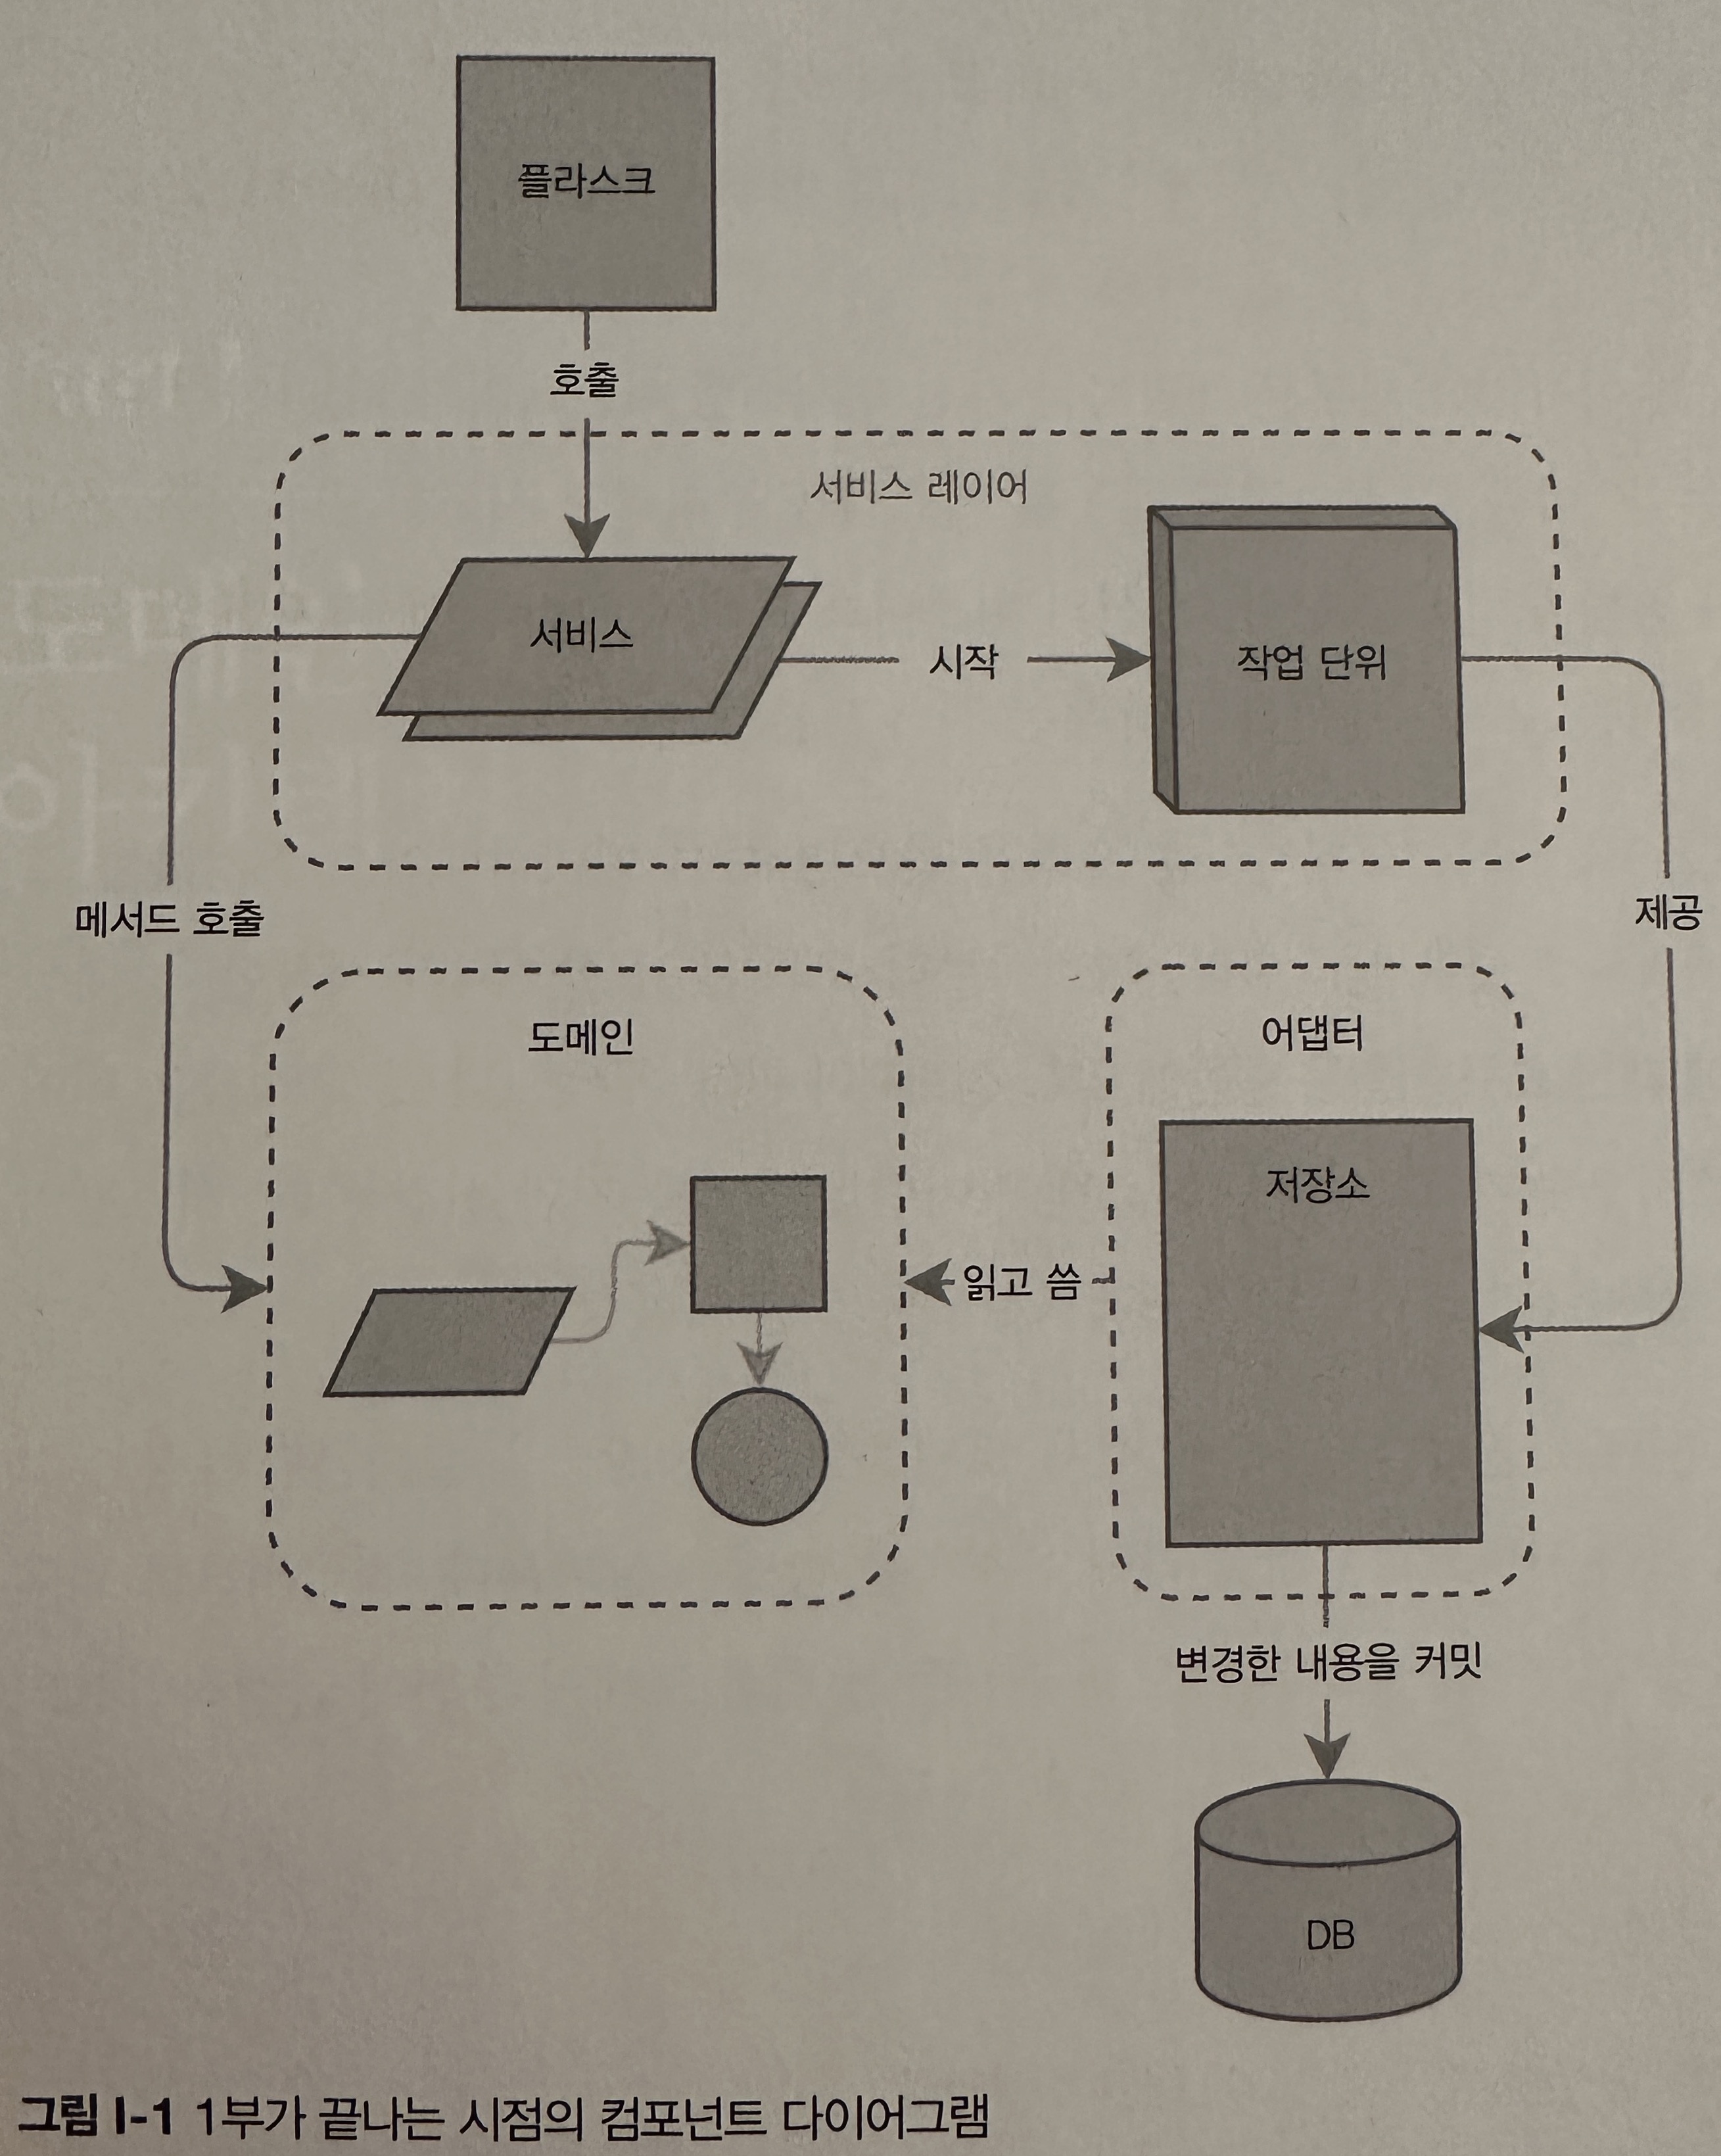 플라스크
호출
서비스 레이어
서비스
시작
작업 단위
메서드 호출
제공
도메인
어댑터
저장소
읽고 씀
변경한 내용을 커밋
DB
그림 I-1 1부가 끝나는 시점의 컴포넌트 다이어그램